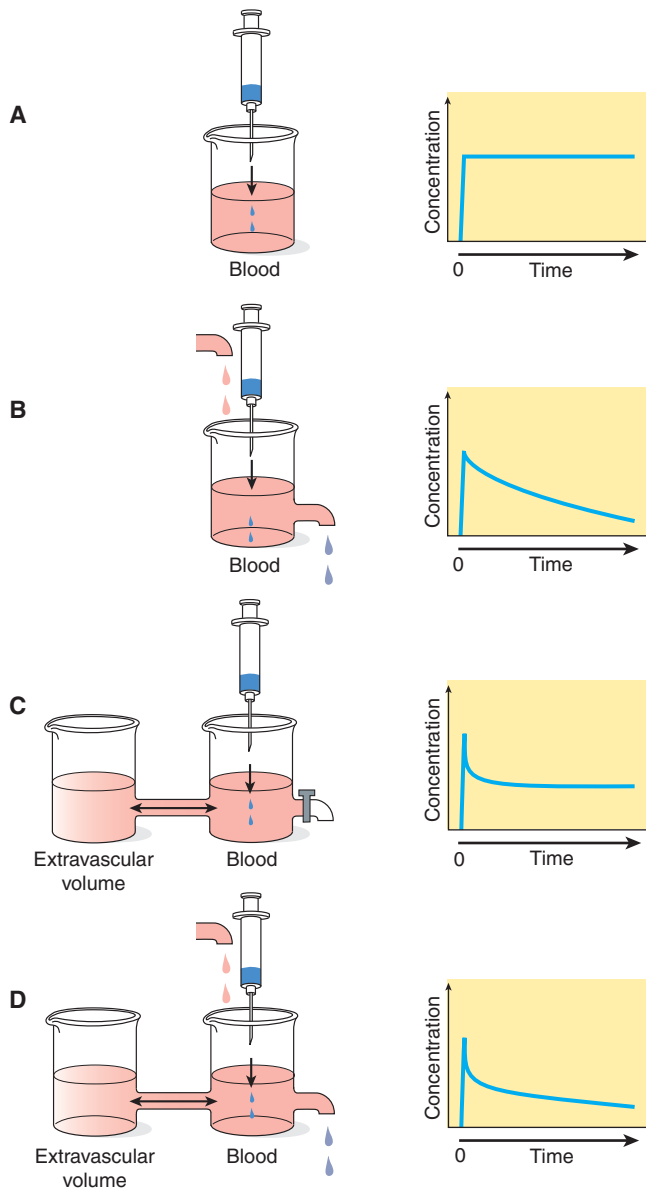 A
Blood
Concentration
0
Time
B
Blood
Concentration
0
Time
C
Extravascular
volume
Blood
Concentration
0
Time
D
Extravascular
volume
Blood
Concentration
0
Time